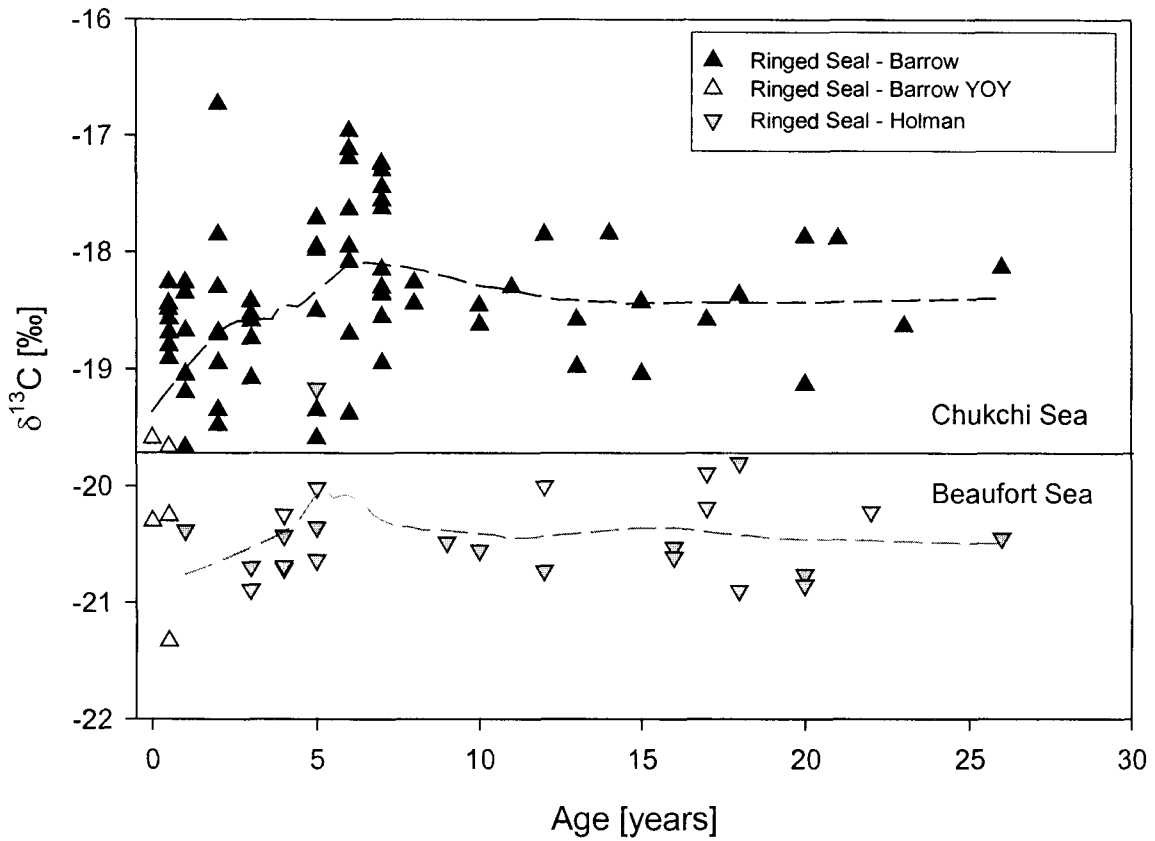 -16
-17
-18
-19
-20
-21
-22
δ13C [‰]
▲ Ringed Seal - Barrow
△ Ringed Seal - Barrow YOY
▽ Ringed Seal - Holman
Chukchi Sea
Beaufort Sea
0 5 10 15 20 25 30
Age [years]